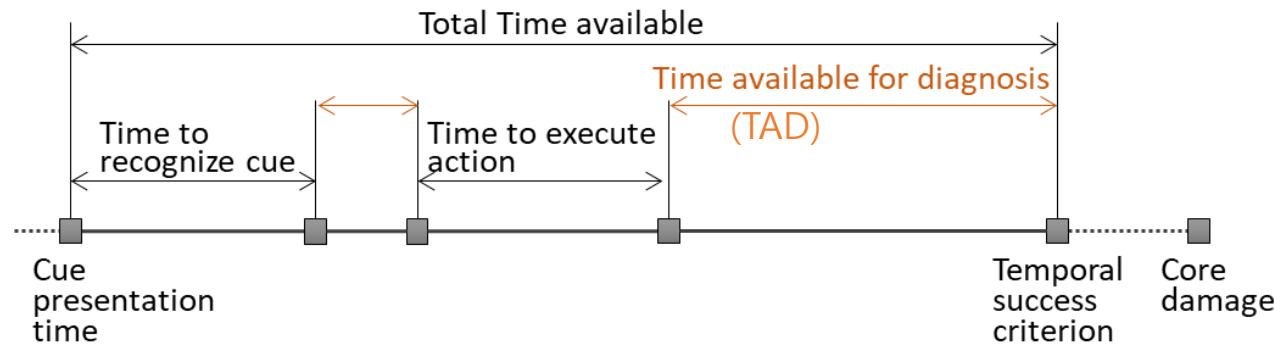 Total Time available
Time available for diagnosis
(TAD)
Time to
recognize cue
Time to execute
action
Cue
presentation
time
Temporal
success
criterion
Core
damage